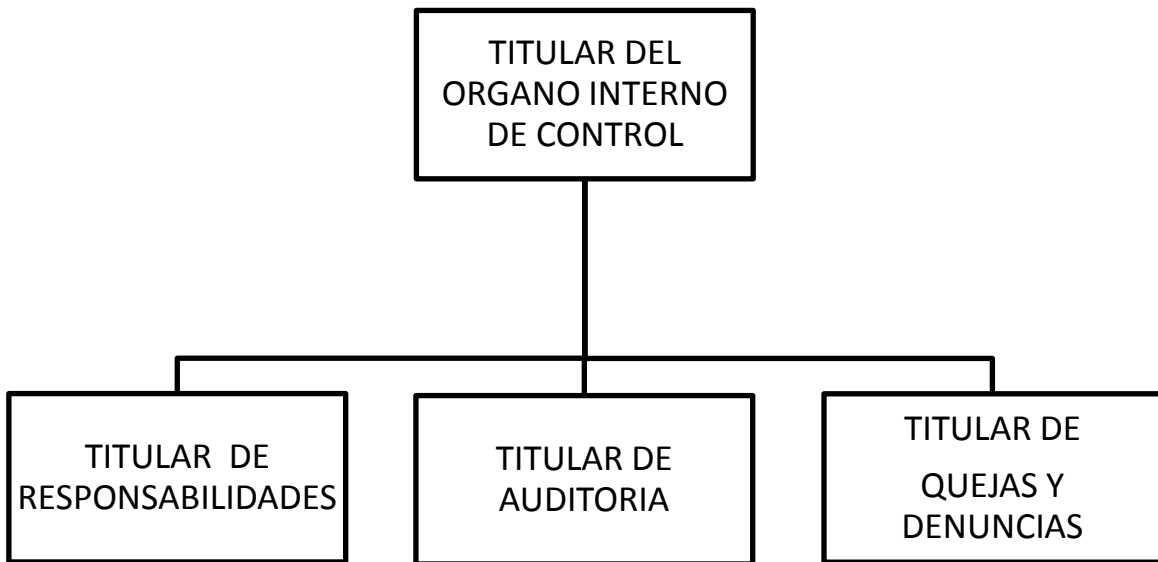 TITULAR DEL
ORGANO INTERNO
DE CONTROL
TITULAR DE
RESPONSABILIDADES
TITULAR DE
AUDITORIA
TITULAR DE
QUEJAS Y
DENUNCIAS